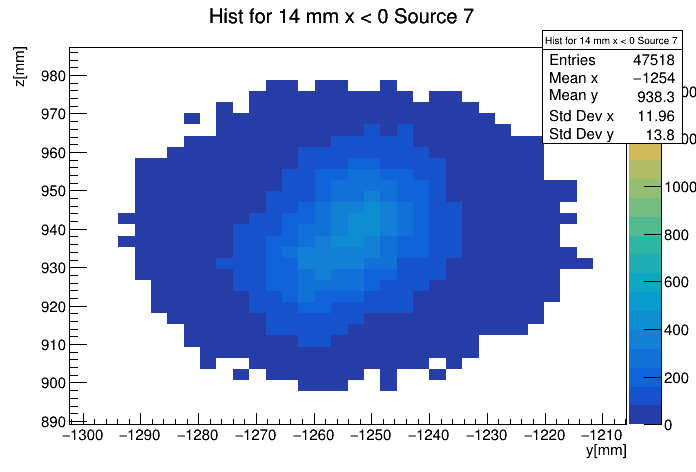 Hist for 14 mm x < 0 Source 7
z[mm]
Hist for 14 mm x < 0 Source 7
Entries 47518
Mean x −1254
Mean y 938.3
Std Dev x 11.96
Std Dev y 13.8
980
970
960
950
940
930
920
910
900
890
1000
800
600
400
200
0
−1300 −1290 −1280 −1270 −1260 −1250 −1240 −1230 −1220 −1210
y[mm]